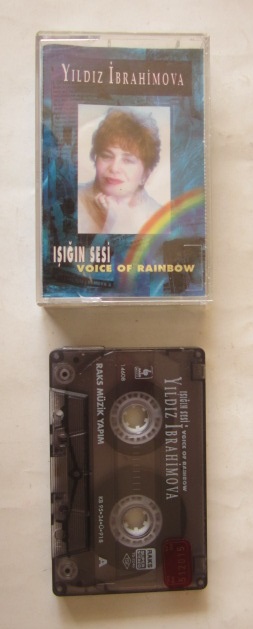 YILDIZ İBRAHİMOVA
IŞIĞIN SESİ
VOICE OF RAINBOW
IŞIĞIN SESİ
VOICE OF RAINBOW
YILDIZ İBRAHİMOVA
RAKS MÜZİK YAPIM
A
RAKS